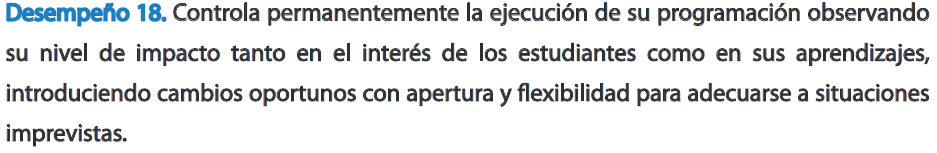 Desempeño 18. Controla permanentemente la ejecución de su programación observando
su nivel de impacto tanto en el interés de los estudiantes como en sus aprendizajes,
introduciendo cambios oportunos con apertura y flexibilidad para adecuarse a situaciones
imprevistas.